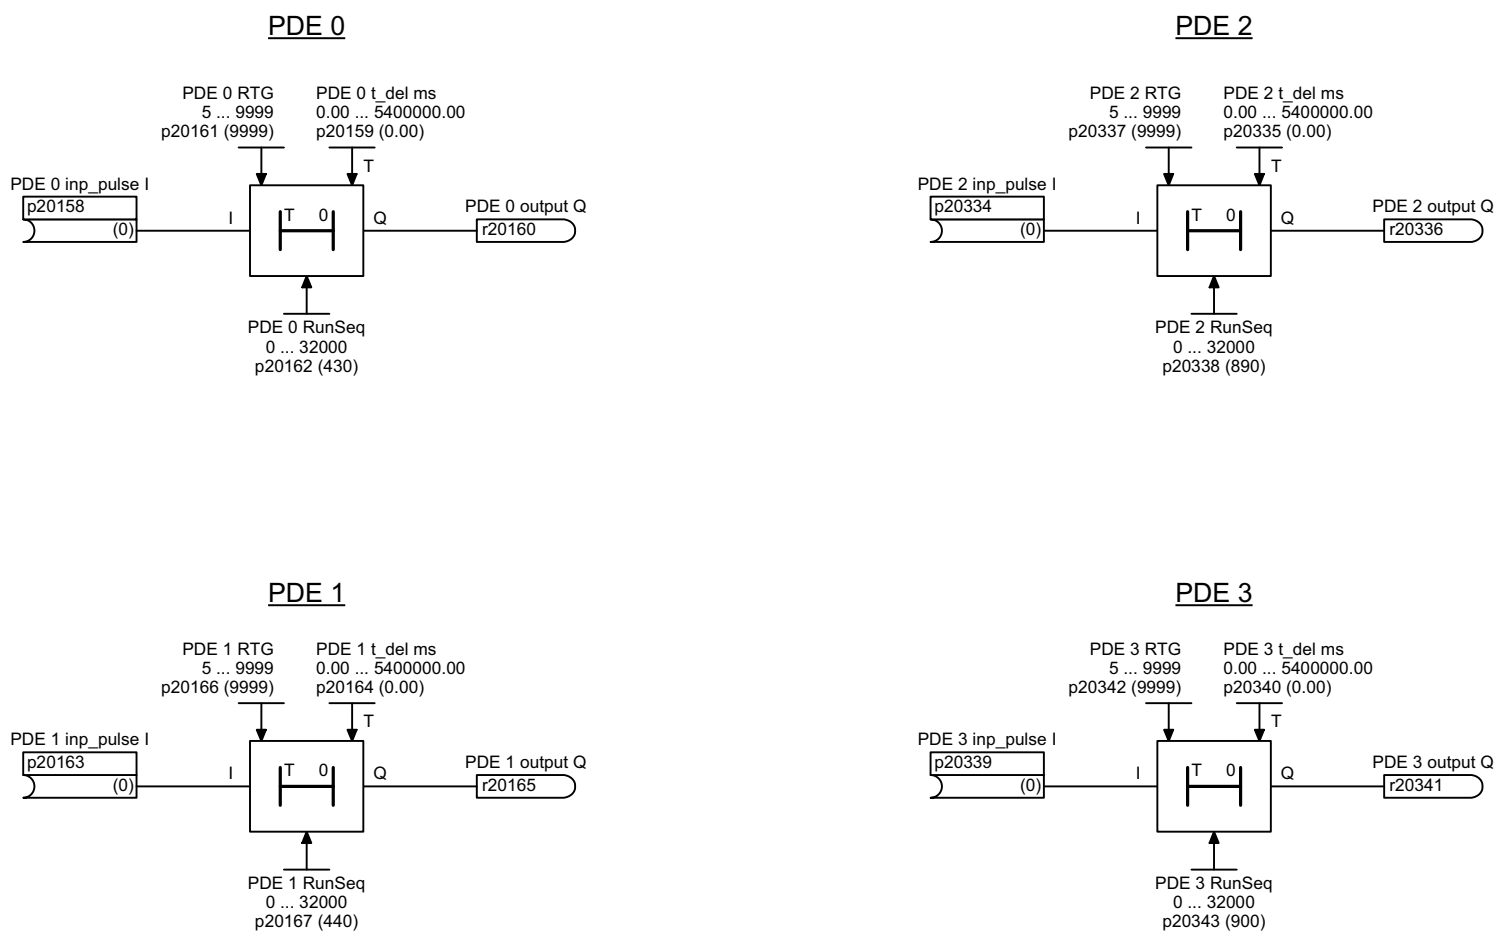 PDE 0
PDE 0 RTG
5 ... 9999
p20161 (9999)
PDE 0 t_del ms
0.00 ... 5400000.00
p20159 (0.00)
T
PDE 0 inp_pulse I
p20158
(0)
I
T 0
Q
PDE 0 output Q
r20160
PDE 0 RunSeq
0 ... 32000
p20162 (430)
PDE 2
PDE 2 RTG
5 ... 9999
p20337 (9999)
PDE 2 t_del ms
0.00 ... 5400000.00
p20335 (0.00)
T
PDE 2 inp_pulse I
p20334
(0)
I
T 0
Q
PDE 2 output Q
r20336
PDE 2 RunSeq
0 ... 32000
p20338 (890)
PDE 1
PDE 1 RTG
5 ... 9999
p20166 (9999)
PDE 1 t_del ms
0.00 ... 5400000.00
p20164 (0.00)
T
PDE 1 inp_pulse I
p20163
(0)
I
T 0
Q
PDE 1 output Q
r20165
PDE 1 RunSeq
0 ... 32000
p20167 (440)
PDE 3
PDE 3 RTG
5 ... 9999
p20342 (9999)
PDE 3 t_del ms
0.00 ... 5400000.00
p20340 (0.00)
T
PDE 3 inp_pulse I
p20339
(0)
I
T 0
Q
PDE 3 output Q
r20341
PDE 3 RunSeq
0 ... 32000
p20343 (900)